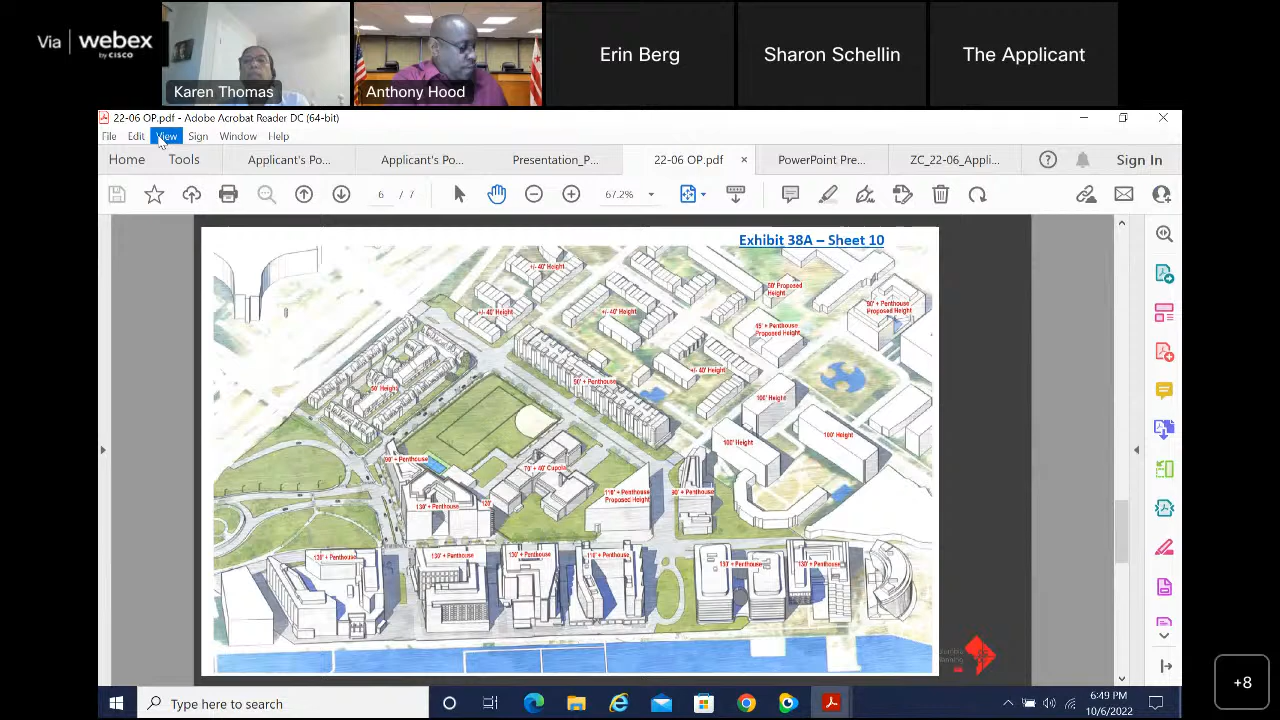 Via webex
by CISCO
Karen Thomas
Anthony Hood
Erin Berg
Sharon Schellin
The Applicant
22-06 OP.pdf - Adobe Acrobat Reader DC (64-bit)
File Edit View Sign Window Help
Home Tools Applicant's Po... Applicant's Po... Presentation_P... 22-06 OP.pdf × PowerPoint Pre... ZC_22-06_Appli... Sign In
6 / 7 67.2%
Exhibit 38A – Sheet 10
+/- 40' Height
+/- 40' Height
+/- 40' Height
Proposed Height
90' + Penthouse Proposed Height
+ Penthouse Proposed Height
+/- 40' Height
50' Height
50' + Penthouse
100' Height
100' Height
100' Height
90' + Penthouse
70' + 40' Cupola
110' + Penthouse Proposed Height
90' + Penthouse
130' + Penthouse
120'
130' + Penthouse
130' + Penthouse
130' + Penthouse
110' + Penthouse
130' + Penthouse
130' + Penthouse
Type here to search
6:49 PM
10/6/2022
+8